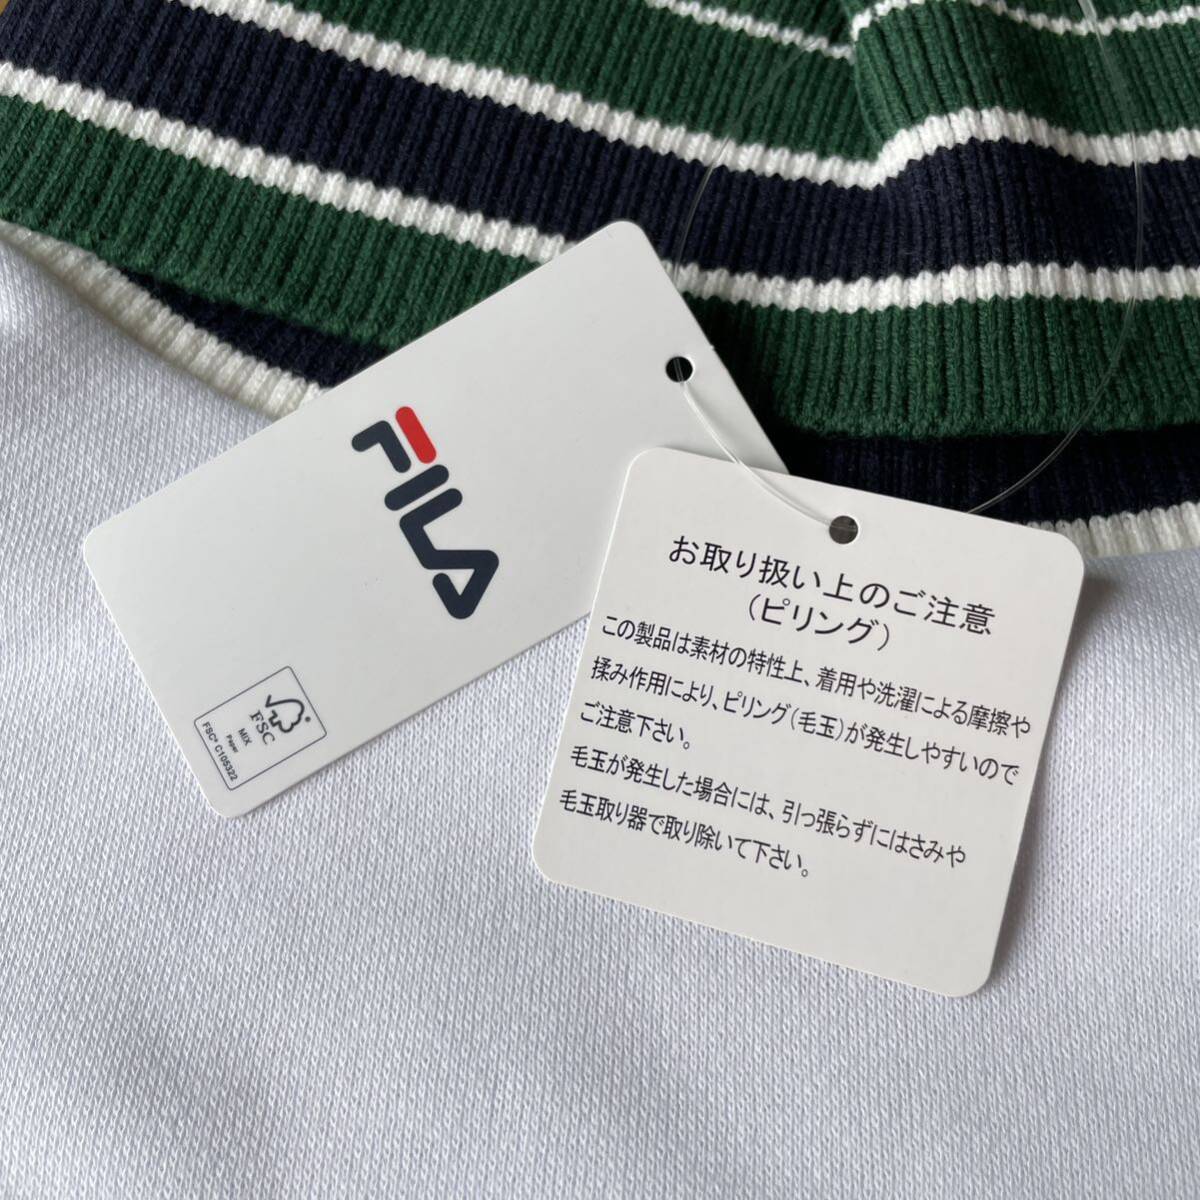 FILA
FSC
MIX
Paper
FSC® C105322
お取り扱い上のご注意
（ピリング）
この製品は素材の特性上、着用や洗濯による摩擦や
揉み作用により、ピリング（毛玉）が発生しやすいので
ご注意下さい。
毛玉が発生した場合には、引っ張らずにはさみや
毛玉取り器で取り除いて下さい。